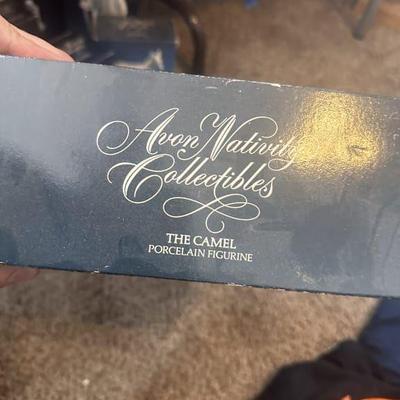 Avon Nativity
Collectibles
THE CAMEL
PORCELAIN FIGURINE